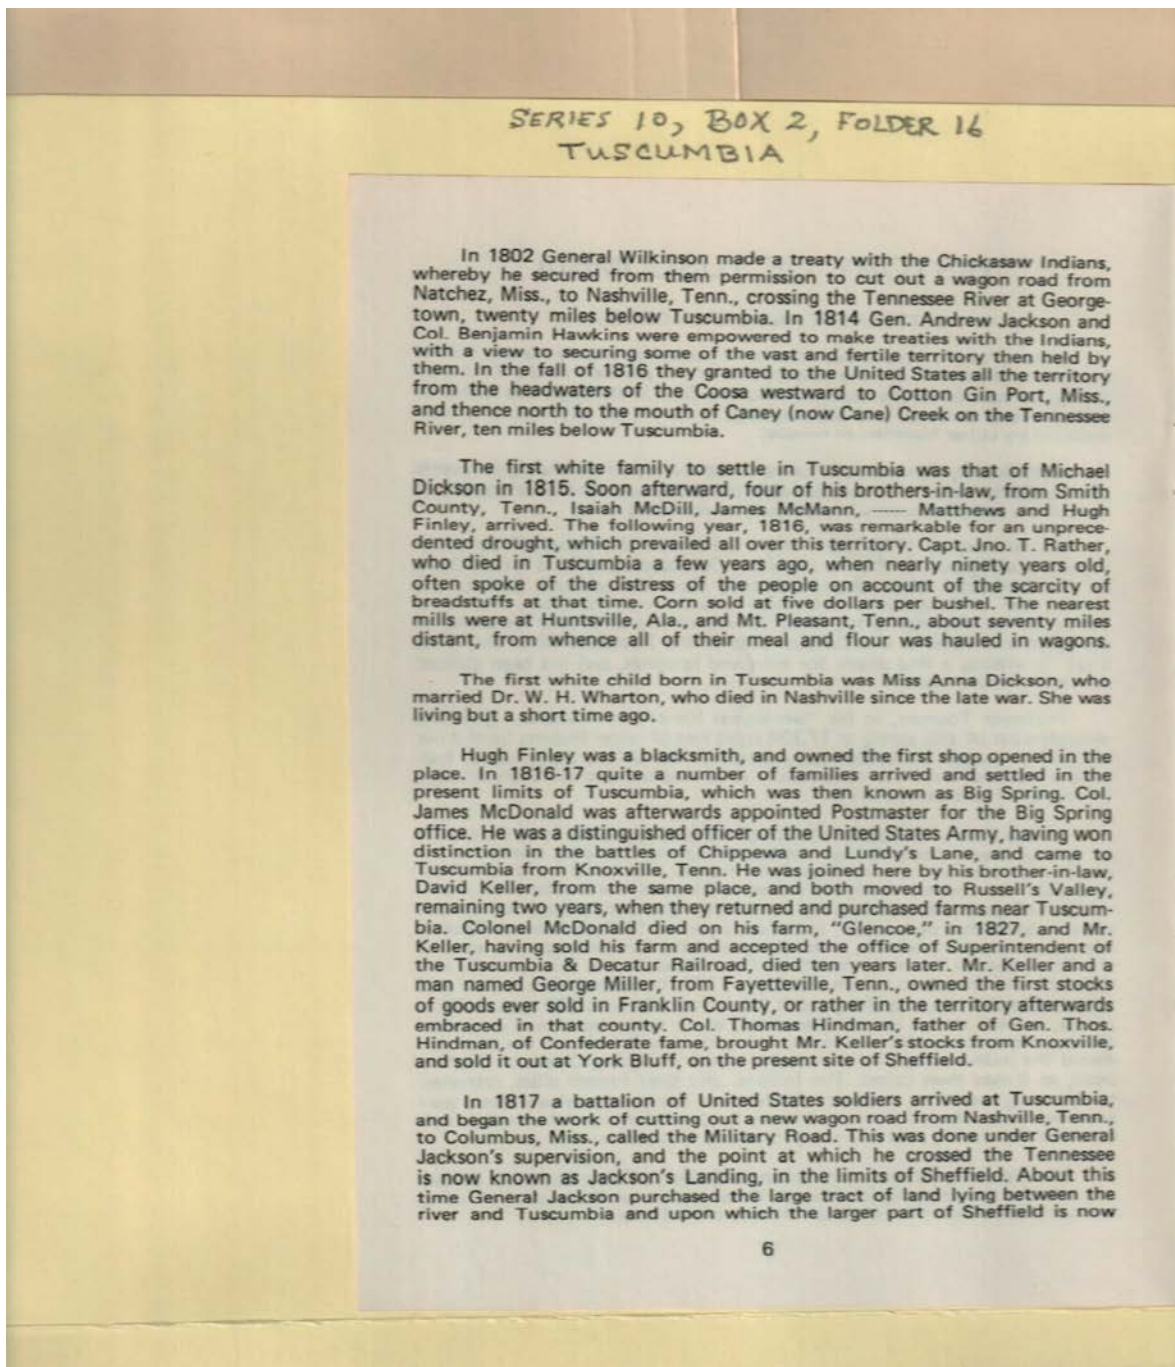 SERIES 10, BOX 2, FOLDER 16
TUSCUMBIA
In 1802 General Wilkinson made a treaty with the Chickasaw Indians,
whereby he secured from them permission to cut out a wagon road from
Natchez, Miss., to Nashville, Tenn., crossing the Tennessee River at George-
town, twenty miles below Tuscumbia. In 1814 Gen. Andrew Jackson and
Col. Benjamin Hawkins were empowered to make treaties with the Indians,
with a view to securing some of the vast and fertile territory then held by
them. In the fall of 1816 they granted to the United States all the territory
from the headwaters of the Coosa westward to Cotton Gin Port, Miss.,
and thence north to the mouth of Caney (now Cane) Creek on the Tennessee
River, ten miles below Tuscumbia.
The first white family to settle in Tuscumbia was that of Michael
Dickson in 1815. Soon afterward, four of his brothers-in-law, from Smith
County, Tenn., Isaiah McDill, James McMann, —— Matthews and Hugh
Finley, arrived. The following year, 1816, was remarkable for an unprece-
dented drought, which prevailed all over this territory. Capt. Jno. T. Rather,
who died in Tuscumbia a few years ago, when nearly ninety years old,
often spoke of the distress of the people on account of the scarcity of
breadstuffs at that time. Corn sold at five dollars per bushel. The nearest
mills were at Huntsville, Ala., and Mt. Pleasant, Tenn., about seventy miles
distant, from whence all of their meal and flour was hauled in wagons.
The first white child born in Tuscumbia was Miss Anna Dickson, who
married Dr. W. H. Wharton, who died in Nashville since the late war. She was
living but a short time ago.
Hugh Finley was a blacksmith, and owned the first shop opened in the
place. In 1816-17 quite a number of families arrived and settled in the
present limits of Tuscumbia, which was then known as Big Spring. Col.
James McDonald was afterwards appointed Postmaster for the Big Spring
office. He was a distinguished officer of the United States Army, having won
distinction in the battles of Chippewa and Lundy's Lane, and came to
Tuscumbia from Knoxville, Tenn. He was joined here by his brother-in-law,
David Keller, from the same place, and both moved to Russell's Valley,
remaining two years, when they returned and purchased farms near Tuscum-
bia. Colonel McDonald died on his farm, "Glencoe," in 1827, and Mr.
Keller, having sold his farm and accepted the office of Superintendent of
the Tuscumbia & Decatur Railroad, died ten years later. Mr. Keller and a
man named George Miller, from Fayetteville, Tenn., owned the first stocks
of goods ever sold in Franklin County, or rather in the territory afterwards
embraced in that county. Col. Thomas Hindman, father of Gen. Thos.
Hindman, of Confederate fame, brought Mr. Keller's stocks from Knoxville,
and sold it out at York Bluff, on the present site of Sheffield.
In 1817 a battalion of United States soldiers arrived at Tuscumbia,
and began the work of cutting out a new wagon road from Nashville, Tenn.,
to Columbus, Miss., called the Military Road. This was done under General
Jackson's supervision, and the point at which he crossed the Tennessee
is now known as Jackson's Landing, in the limits of Sheffield. About this
time General Jackson purchased the large tract of land lying between the
river and Tuscumbia and upon which the larger part of Sheffield is now
6